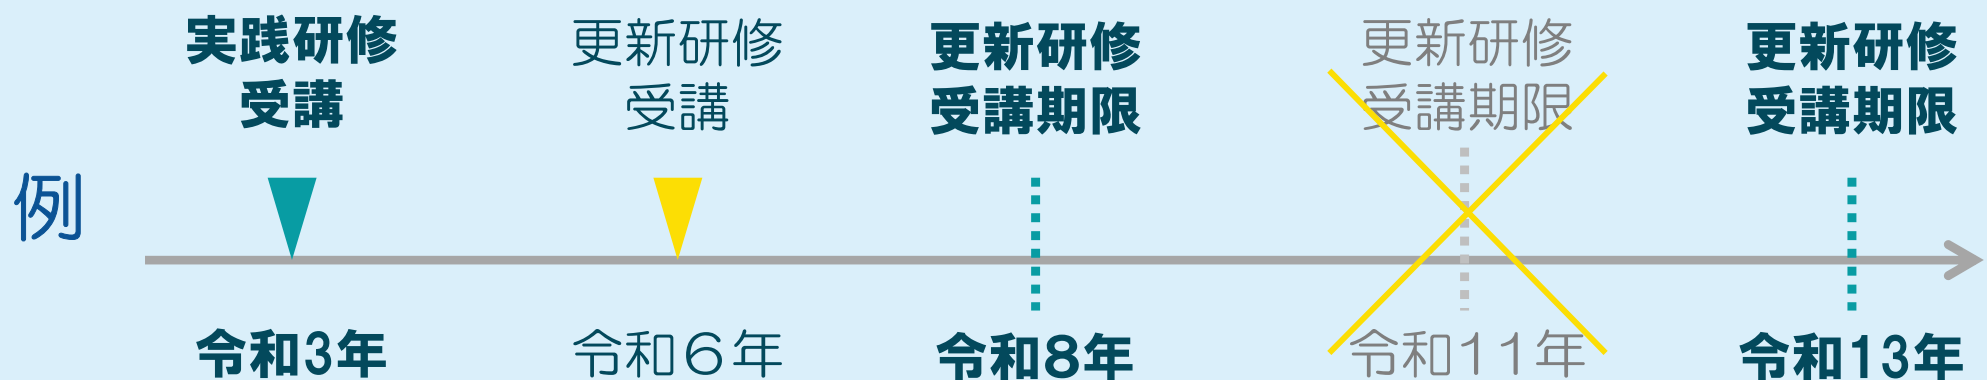 実践研修
受講
更新研修
受講
更新研修
受講期限
更新研修
受講期限
更新研修
受講期限
例
令和3年
令和6年
令和8年
令和11年
令和13年